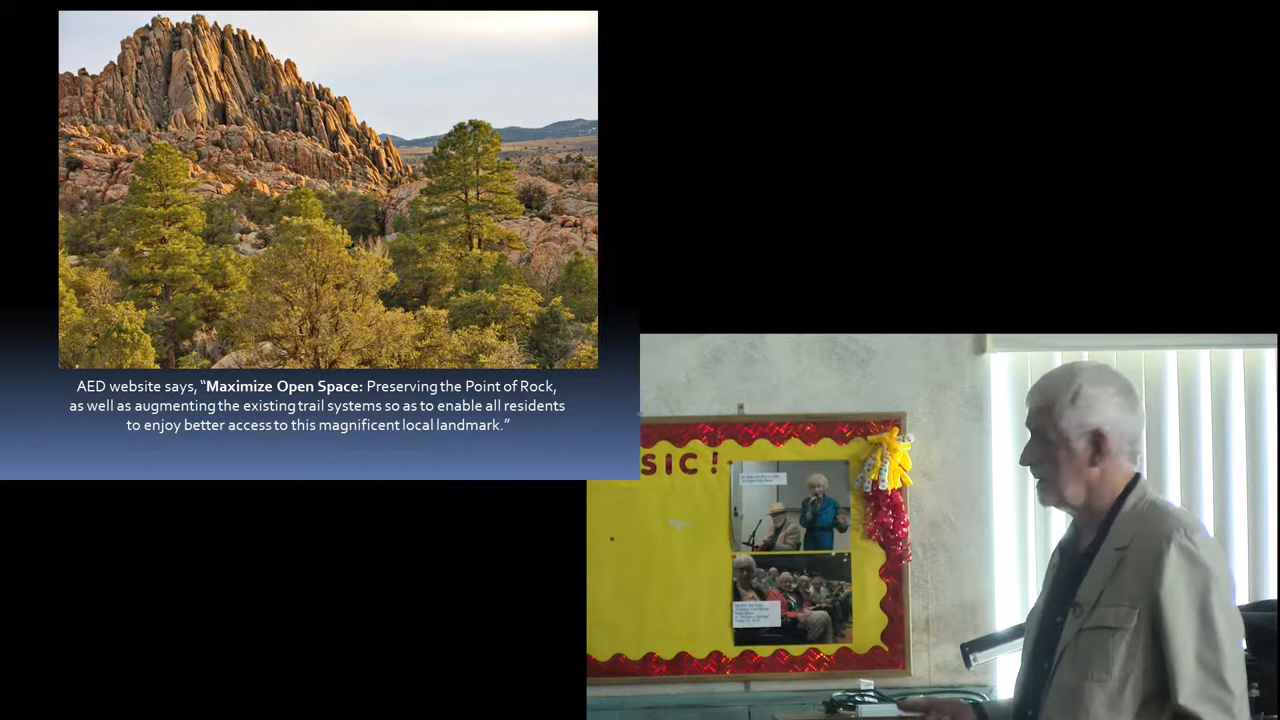 AED website says, “Maximize Open Space: Preserving the Point of Rock,
as well as augmenting the existing trail systems so as to enable all residents
to enjoy better access to this magnificent local landmark.”
SIC!